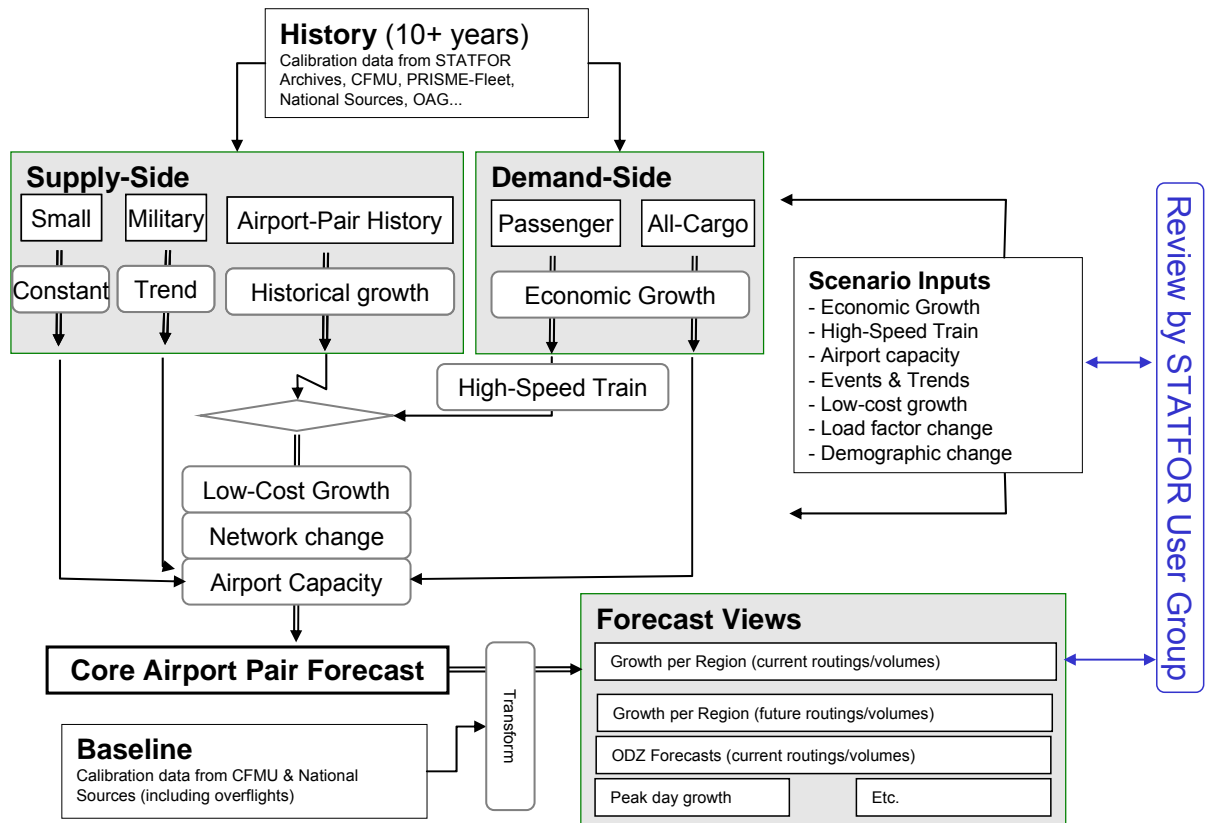 History (10+ years)
Calibration data from STATFOR
Archives, CFMU, PRISME-Fleet,
National Sources, OAG...
Supply-Side
Small
Military
Airport-Pair History
Constant
Trend
Historical growth
Demand-Side
Passenger
All-Cargo
Economic Growth
High-Speed Train
Low-Cost Growth
Network change
Airport Capacity
Scenario Inputs
- Economic Growth
- High-Speed Train
- Airport capacity
- Events & Trends
- Low-cost growth
- Load factor change
- Demographic change
Review by STATFOR User Group
Core Airport Pair Forecast
Transform
Baseline
Calibration data from CFMU & National
Sources (including overflights)
Forecast Views
Growth per Region (current routings/volumes)
Growth per Region (future routings/volumes)
ODZ Forecasts (current routings/volumes)
Peak day growth
Etc.